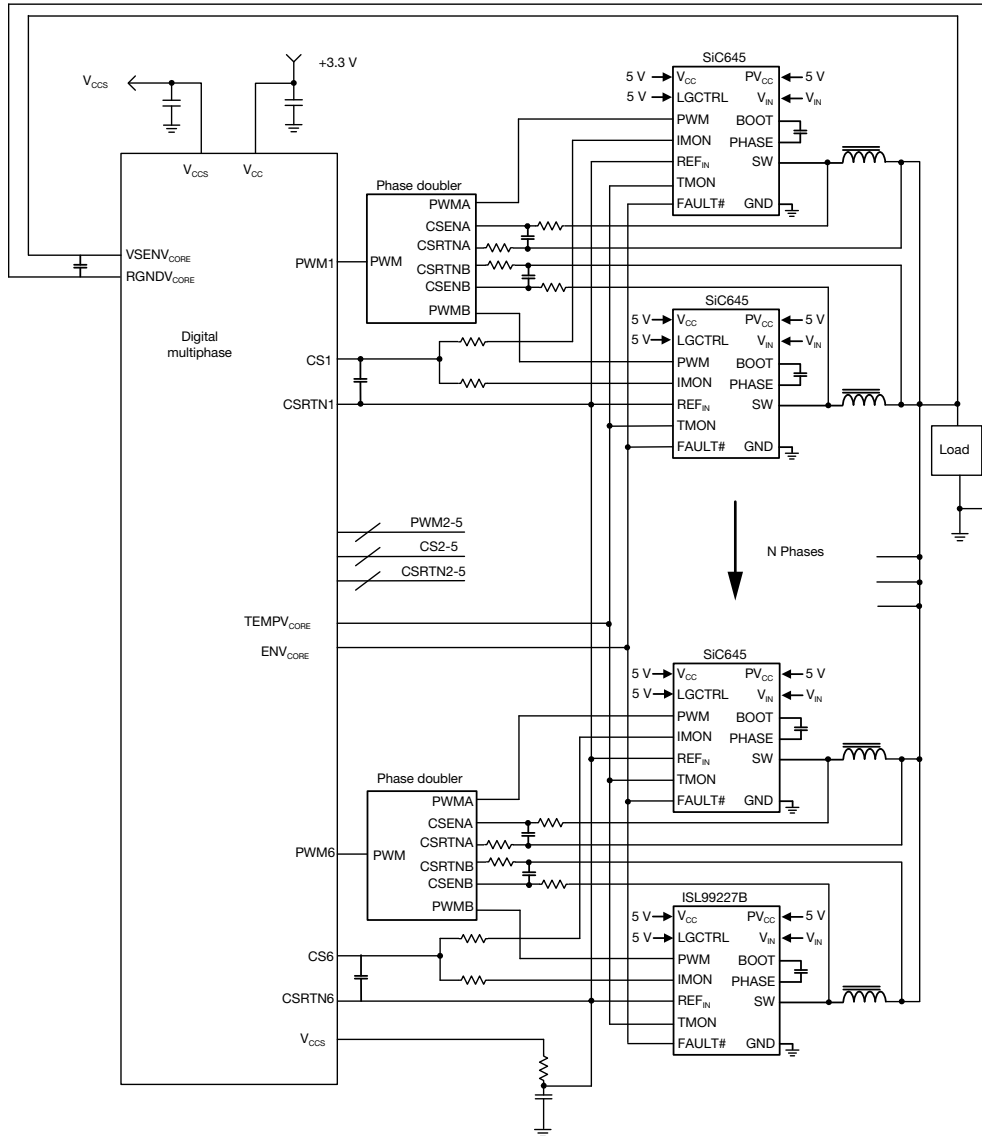 SiC645
+3.3 V
VCCS
5 V
VCC
PVCC
5 V
5 V
LGCTRL
VIN
VIN
PWM
BOOT
IMON
PHASE
REFIN
SW
TMON
FAULT#
GND
VCCS
VCC
Phase doubler
PWMA
CSENA
CSRTNA
PWM
CSRTNB
CSENB
PWMB
VSENVCORE
RGNDVCORE
PWM1
Digital
multiphase
CS1
CSRTN1
SiC645
5 V
VCC
PVCC
5 V
5 V
LGCTRL
VIN
VIN
PWM
BOOT
IMON
PHASE
REFIN
SW
TMON
FAULT#
GND
Load
PWM2-5
CS2-5
CSRTN2-5
N Phases
TEMPVCORE
ENVCORE
SiC645
5 V
VCC
PVCC
5 V
5 V
LGCTRL
VIN
VIN
PWM
BOOT
IMON
PHASE
REFIN
SW
TMON
FAULT#
GND
Phase doubler
PWMA
CSENA
CSRTNA
PWM6
PWM
CSRTNB
CSENB
PWMB
ISL99227B
5 V
VCC
PVCC
5 V
5 V
LGCTRL
VIN
VIN
PWM
BOOT
IMON
PHASE
REFIN
SW
TMON
FAULT#
GND
CS6
CSRTN6
VCCS